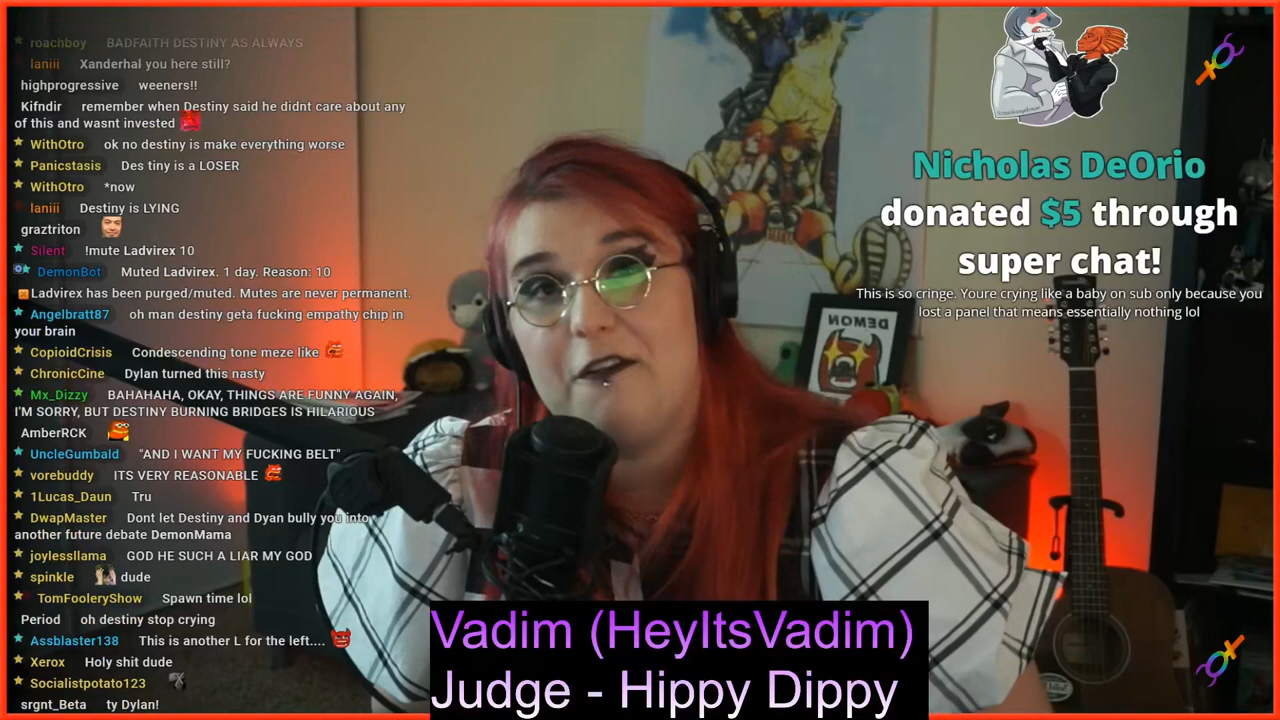 roachboy BADFAITH DESTINY AS ALWAYS
laniii Xanderhal you here still?
highprogressive weeners!!
Kifndir remember when Destiny said he didnt care about any
of this and wasnt invested
WithOtro ok no destiny is make everything worse
Panicstasis Des tiny is a LOSER
WithOtro *now
laniii Destiny is LYING
graztriton
Silent !mute Ladvirex 10
DemonBot Muted Ladvirex. 1 day. Reason: 10
Ladvirex has been purged/muted. Mutes are never permanent.
Angelbratt87 oh man destiny geta fucking empathy chip in
your brain
CopioidCrisis Condescending tone meze like
ChronicCine Dylan turned this nasty
Mx_Dizzy BAHAHAHA, OKAY, THINGS ARE FUNNY AGAIN,
I'M SORRY, BUT DESTINY BURNING BRIDGES IS HILARIOUS
AmberRCK
UncleGumbald "AND I WANT MY FUCKING BELT"
vorebuddy ITS VERY REASONABLE
1Lucas_Daun Tru
DwapMaster Dont let Destiny and Dyan bully you into
another future debate DemonMama
joylessllama GOD HE SUCH A LIAR MY GOD
spinkle dude
TomFooleryShow Spawn time lol
Period oh destiny stop crying
Assblaster138 This is another L for the left....
Xerox Holy shit dude
Socialistpotato123
srgnt_Beta ty Dylan!
Nicholas DeOrio
donated $5 through
super chat!
This is so cringe. Youre crying like a baby on sub only because you
lost a panel that means essentially nothing lol
DEMON
Vadim (HeyItsVadim)
Judge - Hippy Dippy